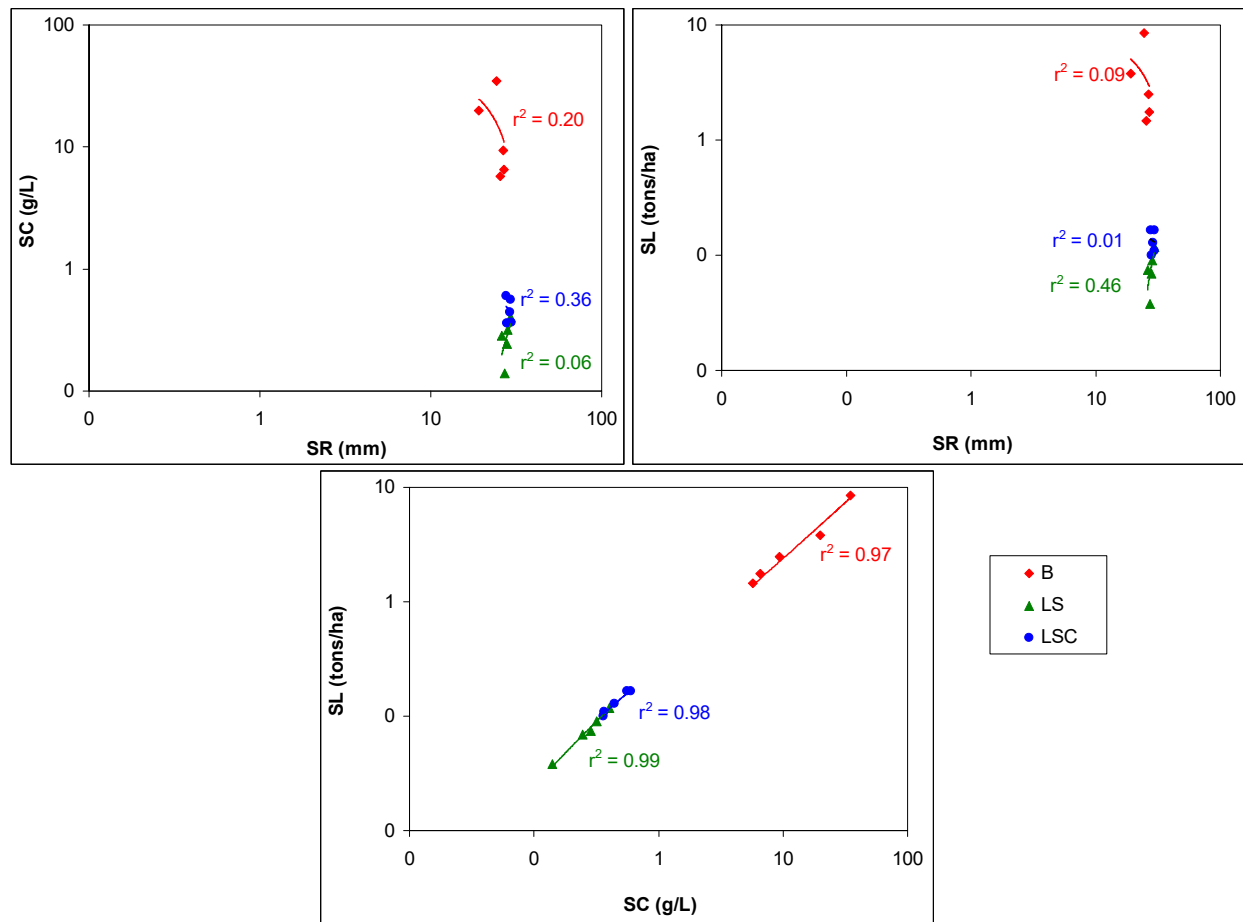 100
10
1
0
SC (g/L)
r² = 0.20
r² = 0.36
r² = 0.06
0
1
10
100
SR (mm)
10
1
0
0
SL (tons/ha)
r² = 0.09
r² = 0.01
r² = 0.46
0
0
1
10
100
SR (mm)
10
1
0
0
SL (tons/ha)
r² = 0.97
r² = 0.98
r² = 0.99
0
0
1
10
100
SC (g/L)
B
LS
LSC